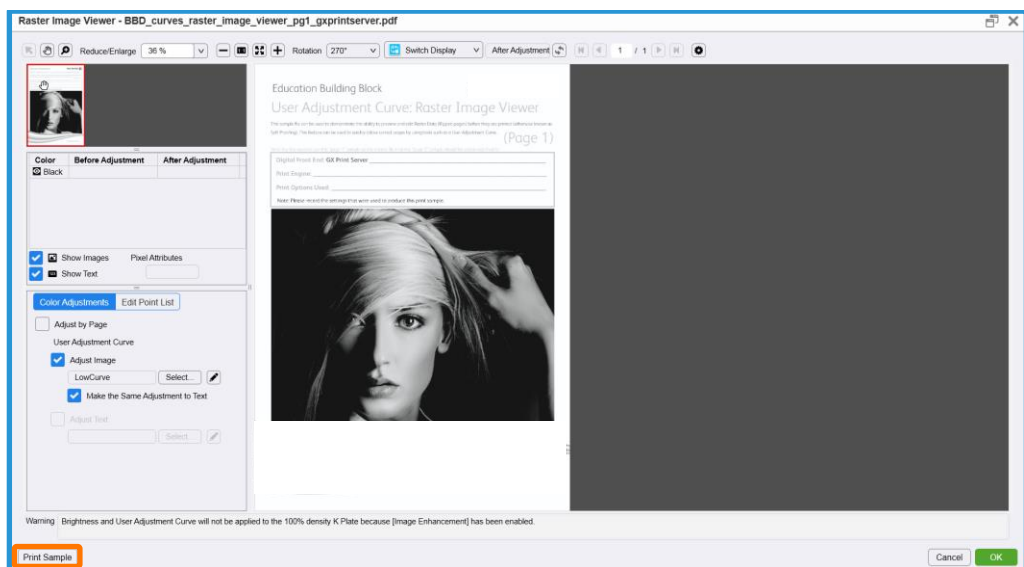 Raster Image Viewer - BBD_curves_raster_image_viewer_pg1_gxprintserver.pdf
Reduce/Enlarge 36 % Rotation 270° Switch Display After Adjustment 1 / 1
Color Before Adjustment After Adjustment
Black
Show Images Pixel Attributes
Show Text
Color Adjustments Edit Point List
Adjust by Page
User Adjustment Curve
Adjust Image
LowCurve Select...
Make the Same Adjustment to Text
Adjust Text
Select...
Education Building Block
User Adjustment Curve: Raster Image Viewer
(Page 1)
Digital Front End: GX Print Server
Print Engine:
Print Options Used:
Note: Please record the settings that were used to produce this print sample.
Warning Brightness and User Adjustment Curve will not be applied to the 100% density K Plate because [Image Enhancement] has been enabled.
Print Sample Cancel OK